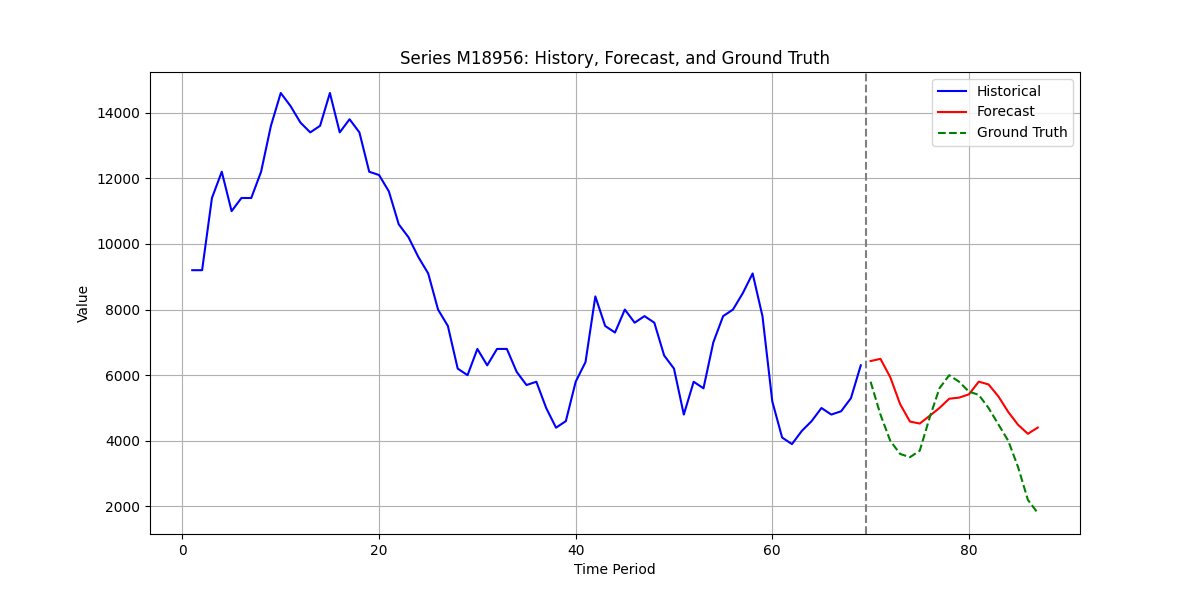 Series M18956: History, Forecast, and Ground Truth
Historical
Forecast
Ground Truth
Value
14000
12000
10000
8000
6000
4000
2000
0 20 40 60 80
Time Period